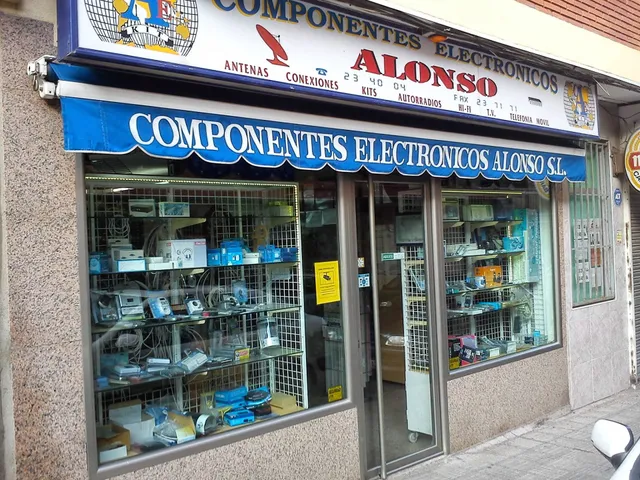 COMPONENTES ELECTRONICOS
ALONSO
ANTENAS CONEXIONES 23 40 04 KITS AUTORRADIOS FAX 23 71 71 HI-FI T.V. TELEFONIA MOVIL
COMPONENTES ELECTRONICOS ALONSO S.L.